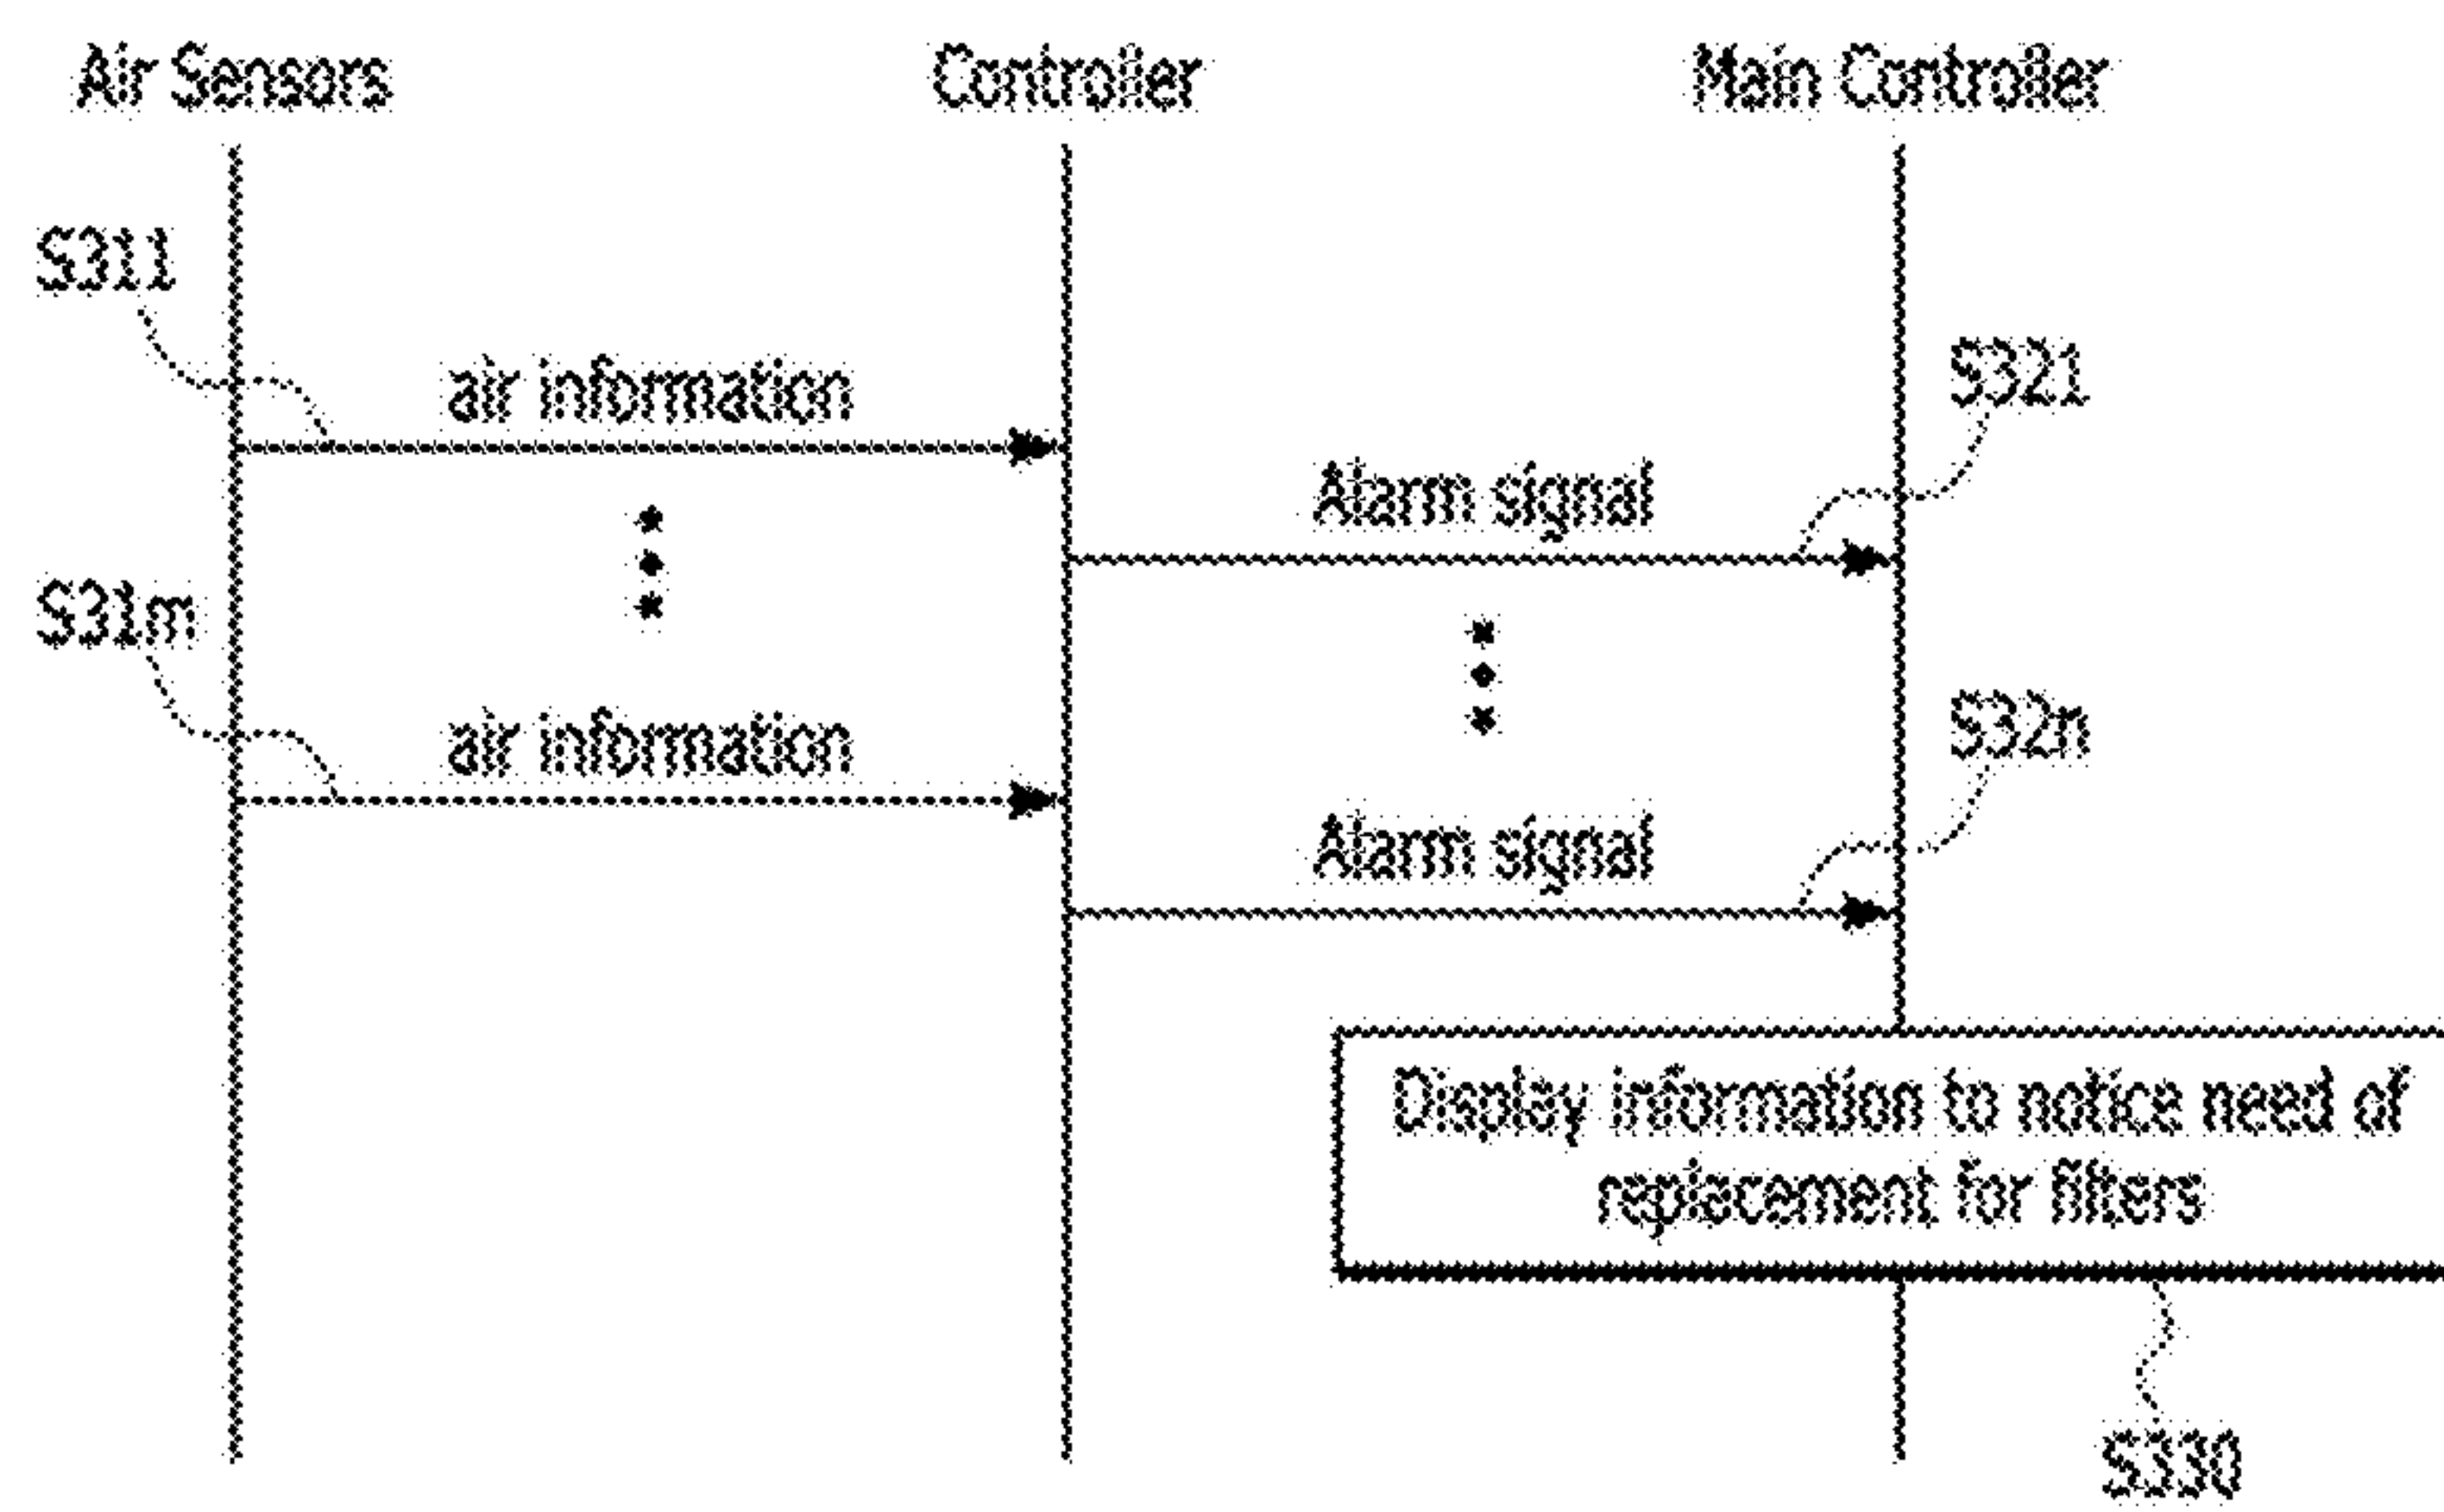 Air Sensors Controller Main Controller
S311
air information
S321
Alarm signal
S31m
air information
S32n
Alarm signal
Display information to notice need of
replacement for filters
S330